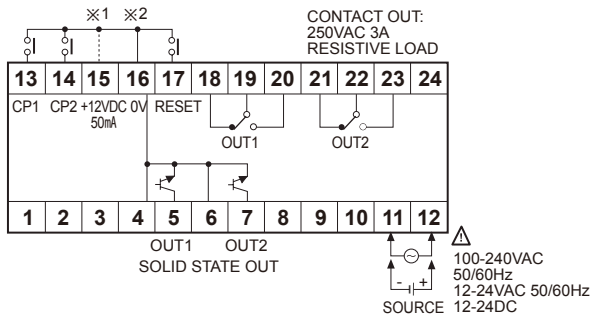 ※1 ※2
CONTACT OUT:
250VAC 3A
RESISTIVE LOAD
13 14 15 16 17 18 19 20 21 22 23 24
CP1 CP2 +12VDC 0V RESET
50mA
OUT1 OUT2
1 2 3 4 5 6 7 8 9 10 11 12
OUT1 OUT2
SOLID STATE OUT
100-240VAC
50/60Hz
- +
12-24VAC 50/60Hz
SOURCE 12-24DC